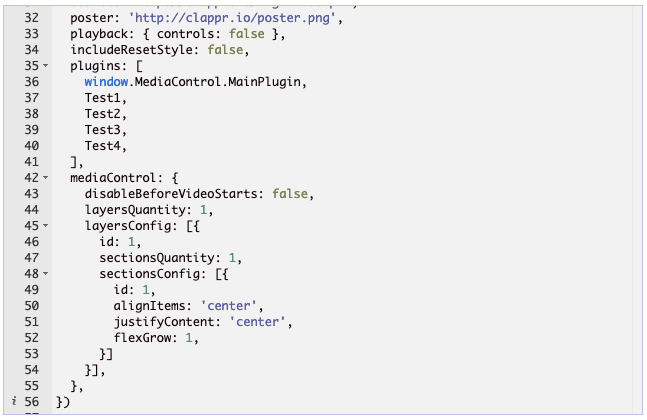 32 poster: 'http://clappr.io/poster.png',
33 playback: { controls: false },
34 includeResetStyle: false,
35 plugins: [
36 window.MediaControl.MainPlugin,
37 Test1,
38 Test2,
39 Test3,
40 Test4,
41 ],
42 mediaControl: {
43 disableBeforeVideoStarts: false,
44 layersQuantity: 1,
45 layersConfig: [{
46 id: 1,
47 sectionsQuantity: 1,
48 sectionsConfig: [{
49 id: 1,
50 alignItems: 'center',
51 justifyContent: 'center',
52 flexGrow: 1,
53 }]
54 }],
55 },
i 56 })